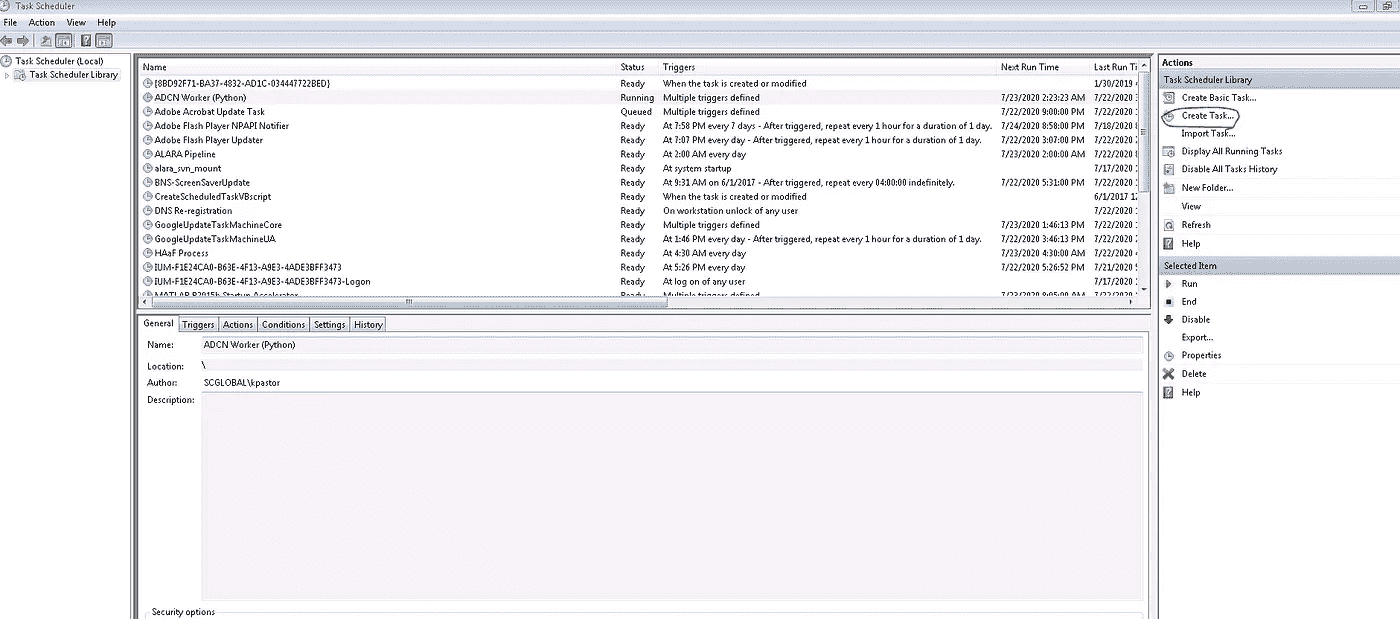 Task Scheduler
File Action View Help
Task Scheduler (Local)
Task Scheduler Library
Name Status Triggers Next Run Time Last Run Ti
{8BD92F71-BA37-4832-AD1C-034447722BED} Ready When the task is created or modified 1/30/2019
ADCN Worker (Python) Running Multiple triggers defined 7/23/2020 2:23:23 AM 7/22/2020
Adobe Acrobat Update Task Queued Multiple triggers defined 7/22/2020 9:00:00 PM 7/22/2020
Adobe Flash Player NPAPI Notifier Ready At 7:58 PM every 7 days - After triggered, repeat every 1 hour for a duration of 1 day. 7/24/2020 8:58:00 PM 7/18/2020
Adobe Flash Player Updater Ready At 7:07 PM every day - After triggered, repeat every 1 hour for a duration of 1 day. 7/22/2020 3:07:00 PM 7/22/2020
ALARA Pipeline Ready At 2:00 AM every day 7/23/2020 2:00:00 AM 7/22/2020
alara_svn_mount Ready At system startup 7/17/2020
BNS-ScreenSaverUpdate Ready At 9:31 AM on 6/1/2017 - After triggered, repeat every 04:00:00 indefinitely. 7/22/2020 5:31:00 PM 7/22/2020
CreateScheduledTaskVBscript Ready When the task is created or modified 6/1/2017 12
DNS Re-registration Ready On workstation unlock of any user 7/22/2020
GoogleUpdateTaskMachineCore Ready Multiple triggers defined 7/23/2020 1:46:13 PM 7/22/2020
GoogleUpdateTaskMachineUA Ready At 1:46 PM every day - After triggered, repeat every 1 hour for a duration of 1 day. 7/22/2020 3:46:13 PM 7/22/2020
HAaF Process Ready At 4:30 AM every day 7/23/2020 4:30:00 AM 7/22/2020
IUM-F1E24CA0-B63E-4F13-A9E3-4ADE3BFF3473 Ready At 5:26 PM every day 7/22/2020 5:26:52 PM 7/21/2020
IUM-F1E24CA0-B63E-4F13-A9E3-4ADE3BFF3473-Logon Ready At log on of any user 7/17/2020
MATLAB R2015b Startup Accelerator Ready Multiple triggers defined 7/23/2020 8:05:00 AM 7/22/2020
General Triggers Actions Conditions Settings History
Name: ADCN Worker (Python)
Location: \
Author: SCGLOBAL\kpastor
Description:
Security options
Actions
Task Scheduler Library
Create Basic Task...
Create Task...
Import Task...
Display All Running Tasks
Disable All Tasks History
New Folder...
View
Refresh
Help
Selected Item
Run
End
Disable
Export...
Properties
Delete
Help